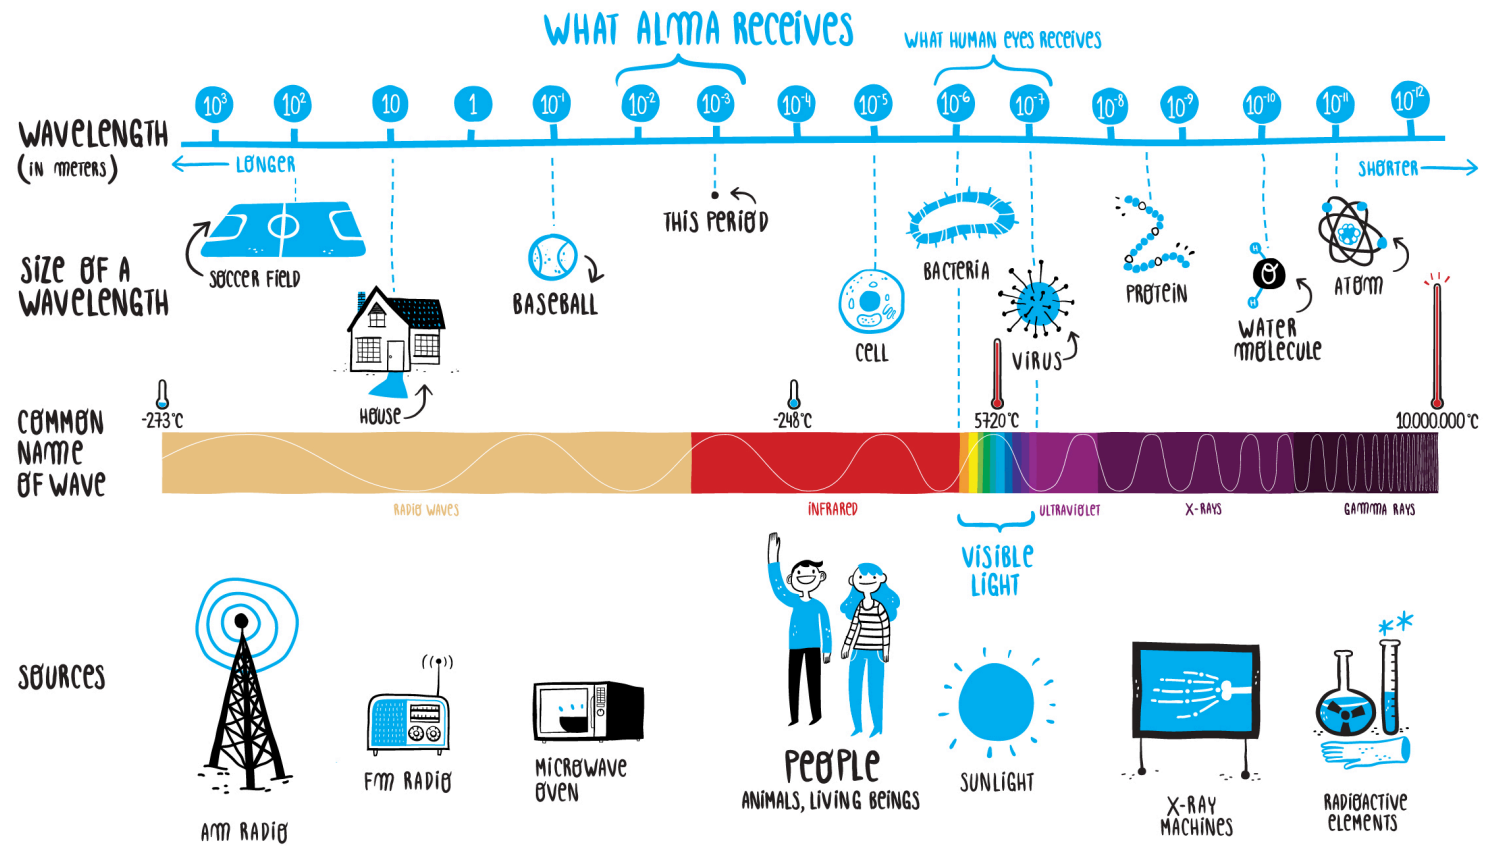 WHAT ALMA RECEIVES
WHAT HUMAN EYES RECEIVES
10³ 10² 10 1 10⁻¹ 10⁻² 10⁻³ 10⁻⁴ 10⁻⁵ 10⁻⁶ 10⁻⁷ 10⁻⁸ 10⁻⁹ 10⁻¹⁰ 10⁻¹¹ 10⁻¹²
WAVELENGTH
(IN METERS)
LONGER
SHORTER
SIZE OF A
WAVELENGTH
SOCCER FIELD
HOUSE
BASEBALL
THIS PERIOD
CELL
BACTERIA
VIRUS
PROTEIN
H
O
H
WATER
MOLECULE
ATOM
-273°C
-248°C
5720°C
10.000.000°C
COMMON
NAME
OF WAVE
RADIO WAVES
INFRARED
ULTRAVIOLET
X-RAYS
GAMMA RAYS
VISIBLE
LIGHT
SOURCES
AM RADIO
FM RADIO
MICROWAVE
OVEN
PEOPLE
ANIMALS, LIVING BEINGS
SUNLIGHT
X-RAY
MACHINES
RADIOACTIVE
ELEMENTS